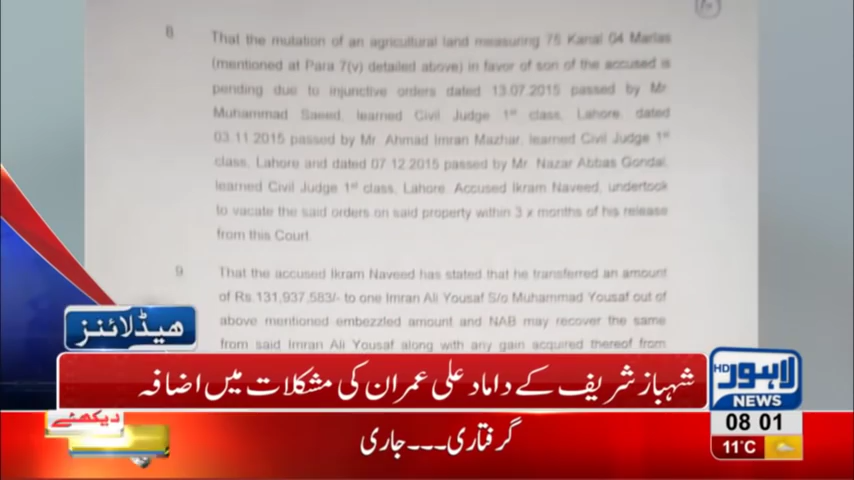 8 That the mutation of an agricultural land measuring 75 Kanal 04 Marlas
(mentioned at Para 7(v) detailed above) in favor of son of the accused is
pending due to injunctive orders dated 13.07.2015 passed by Mr.
Muhammad Saeed, learned Civil Judge 1st class, Lahore, dated
03.11.2015 passed by Mr. Ahmad Imran Mazhar, learned Civil Judge 1st
class, Lahore and dated 07.12.2015 passed by Mr. Nazar Abbas Gondal,
learned Civil Judge 1st class, Lahore. Accused Ikram Naveed, undertook
to vacate the said orders on said property within 3 x months of his release
from this Court.
9 That the accused Ikram Naveed has stated that he transferred an amount
of Rs.131,937,583/- to one Imran Ali Yousaf S/o Muhammad Yousaf out of
above mentioned embezzled amount and NAB may recover the same
from said Imran Ali Yousaf along with any gain acquired thereof from
ہیڈلائنز
شہباز شریف کے داماد علی عمران کی مشکلات میں اضافہ
HD لاہور
NEWS
08 01
11°C
دیکھئے
گرفتاری۔۔۔جاری